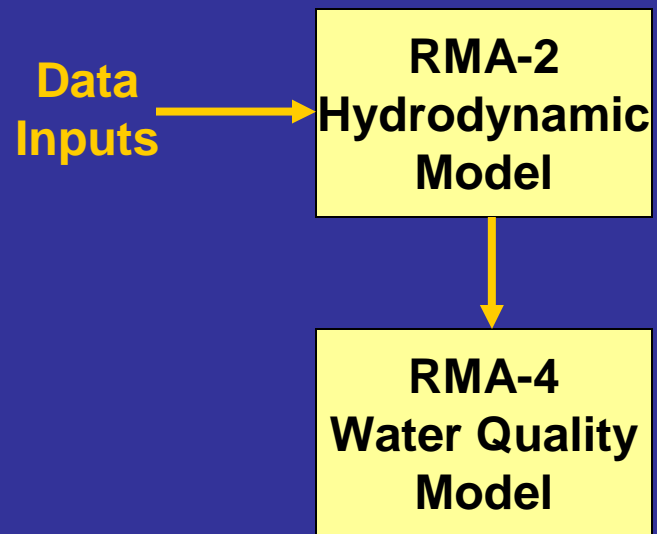 Data
Inputs
RMA-2
Hydrodynamic
Model
RMA-4
Water Quality
Model